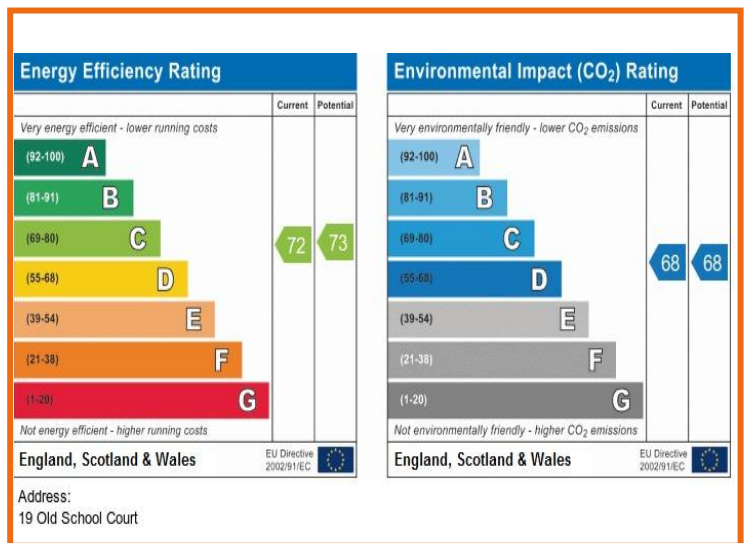 Energy Efficiency Rating
Current Potential
Very energy efficient - lower running costs
(92-100) A
(81-91) B
(69-80) C
72 73
(55-68) D
(39-54) E
(21-38) F
(1-20) G
Not energy efficient - higher running costs
England, Scotland & Wales
EU Directive
2002/91/EC
Environmental Impact (CO₂) Rating
Current Potential
Very environmentally friendly - lower CO₂ emissions
(92-100) A
(81-91) B
(69-80) C
68 68
(55-68) D
(39-54) E
(21-38) F
(1-20) G
Not environmentally friendly - higher CO₂ emissions
England, Scotland & Wales
EU Directive
2002/91/EC
Address:
19 Old School Court